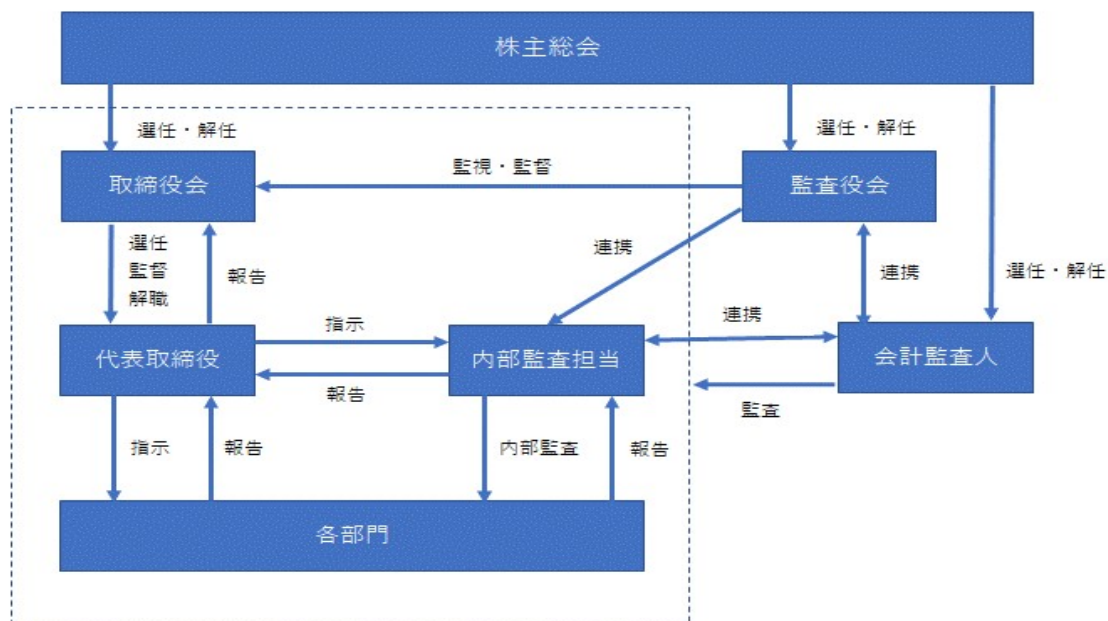 株主総会
選任・解任
選任・解任
取締役会
監視・監督
監査役会
選任
監督
解職
報告
連携
連携
選任・解任
指示
連携
代表取締役
内部監査担当
会計監査人
報告
監査
指示
報告
内部監査
報告
各部門